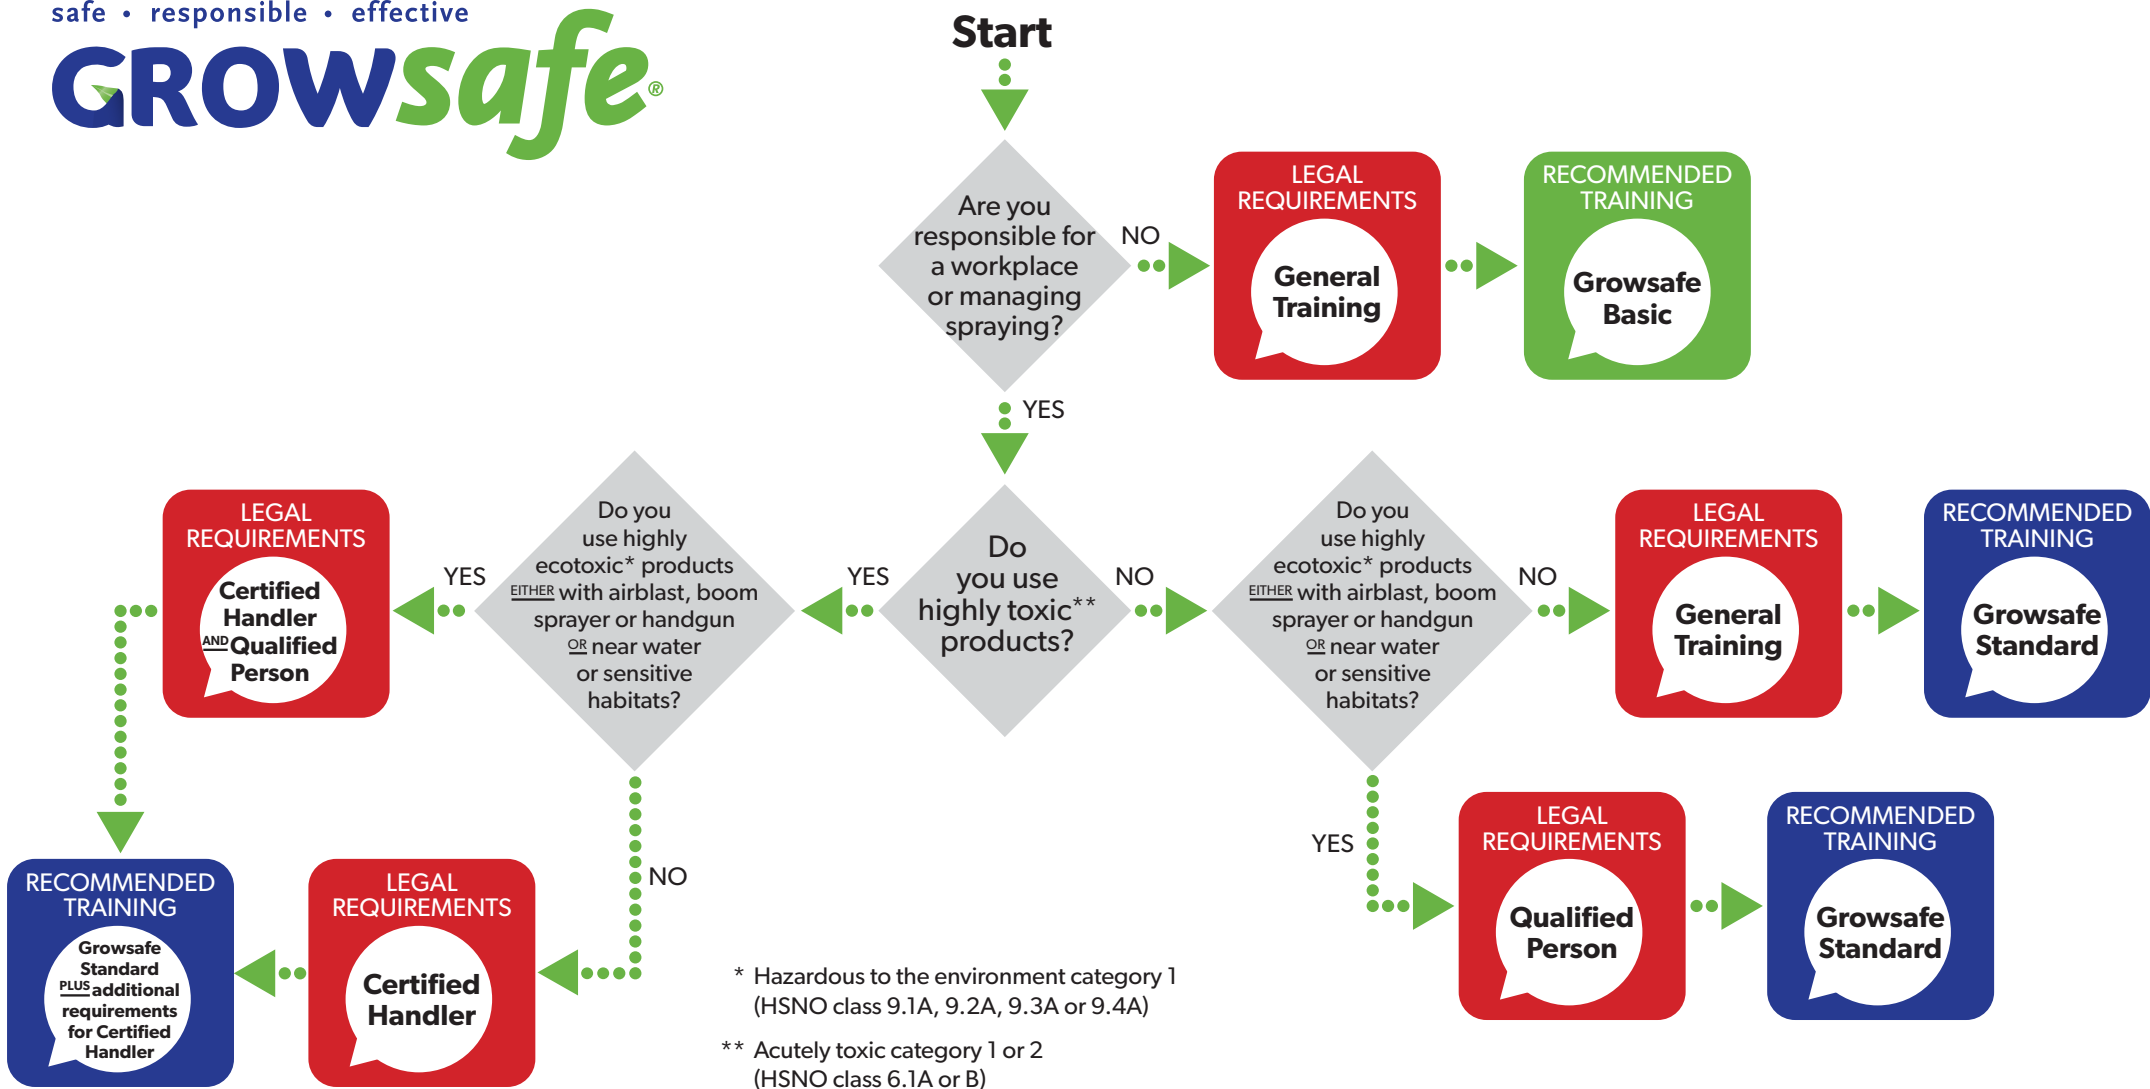 safe • responsible • effective
GROWsafe®
Start
Are you
responsible for
a workplace
or managing
spraying?
NO
LEGAL
REQUIREMENTS
General
Training
RECOMMENDED
TRAINING
Growsafe
Basic
YES
Do
you use
highly toxic**
products?
YES
Do you
use highly
ecotoxic* products
EITHER with airblast, boom
sprayer or handgun
OR near water
or sensitive
habitats?
YES
LEGAL
REQUIREMENTS
Certified
Handler
AND Qualified
Person
NO
LEGAL
REQUIREMENTS
Certified
Handler
RECOMMENDED
TRAINING
Growsafe
Standard
PLUS additional
requirements
for Certified
Handler
NO
Do you
use highly
ecotoxic* products
EITHER with airblast, boom
sprayer or handgun
OR near water
or sensitive
habitats?
NO
LEGAL
REQUIREMENTS
General
Training
RECOMMENDED
TRAINING
Growsafe
Standard
YES
LEGAL
REQUIREMENTS
Qualified
Person
RECOMMENDED
TRAINING
Growsafe
Standard
* Hazardous to the environment category 1
(HSNO class 9.1A, 9.2A, 9.3A or 9.4A)
** Acutely toxic category 1 or 2
(HSNO class 6.1A or B)